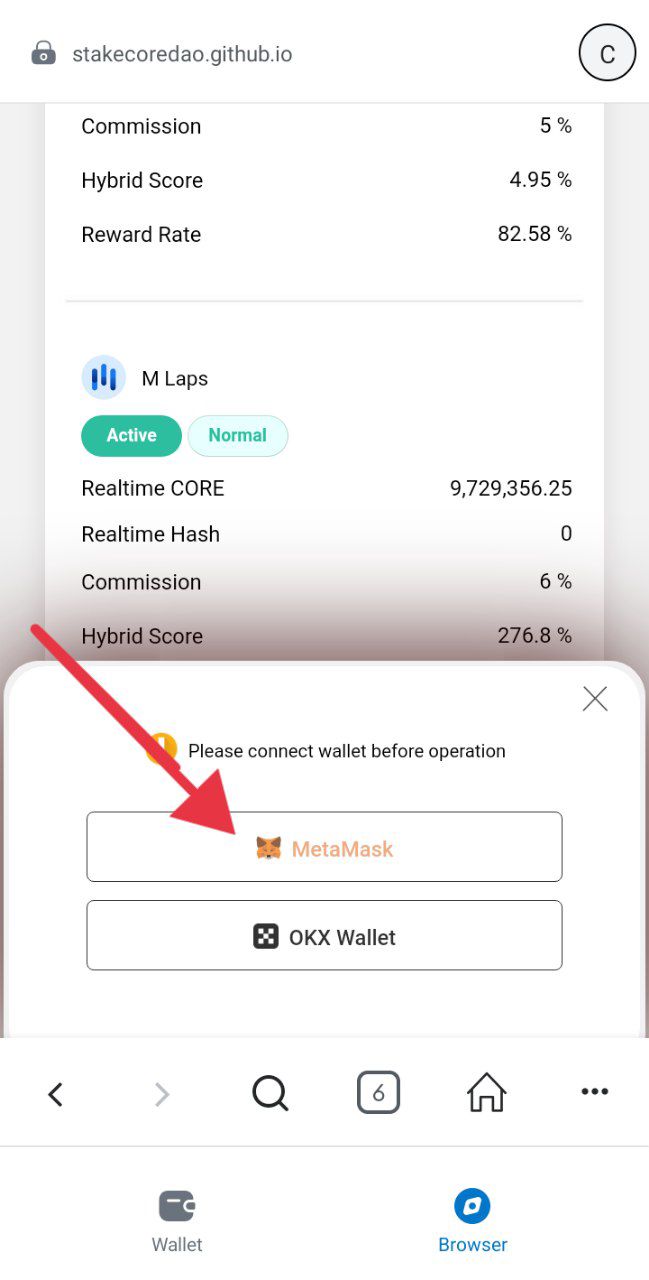 stakecoredao.github.io
C
Commission 5 %
Hybrid Score 4.95 %
Reward Rate 82.58 %
M Laps
Active Normal
Realtime CORE 9,729,356.25
Realtime Hash 0
Commission 6 %
Hybrid Score 276.8 %
Please connect wallet before operation
MetaMask
OKX Wallet
6
Wallet Browser